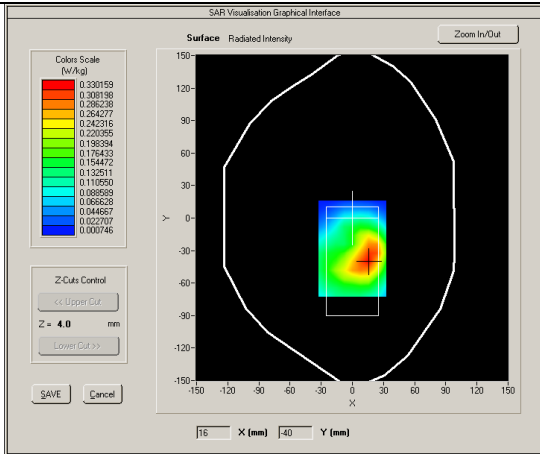 SAR Visualisation Graphical Interface
Surface Radiated Intensity
Zoom In/Out
Colors Scale
(W/kg)
0.330159
0.308198
0.286238
0.264277
0.242316
0.220355
0.198394
0.176433
0.154472
0.132511
0.110550
0.088589
0.066628
0.044667
0.022707
0.000746
Z-Cuts Control
<< Upper Cut
Z = 4.0 mm
Lower Cut >>
SAVE Cancel
150
120
90
60
30
0
-30
-60
-90
-120
-150
Y
-150 -120 -90 -60 -30 0 30 60 90 120 150
X
16 X (mm) -40 Y (mm)